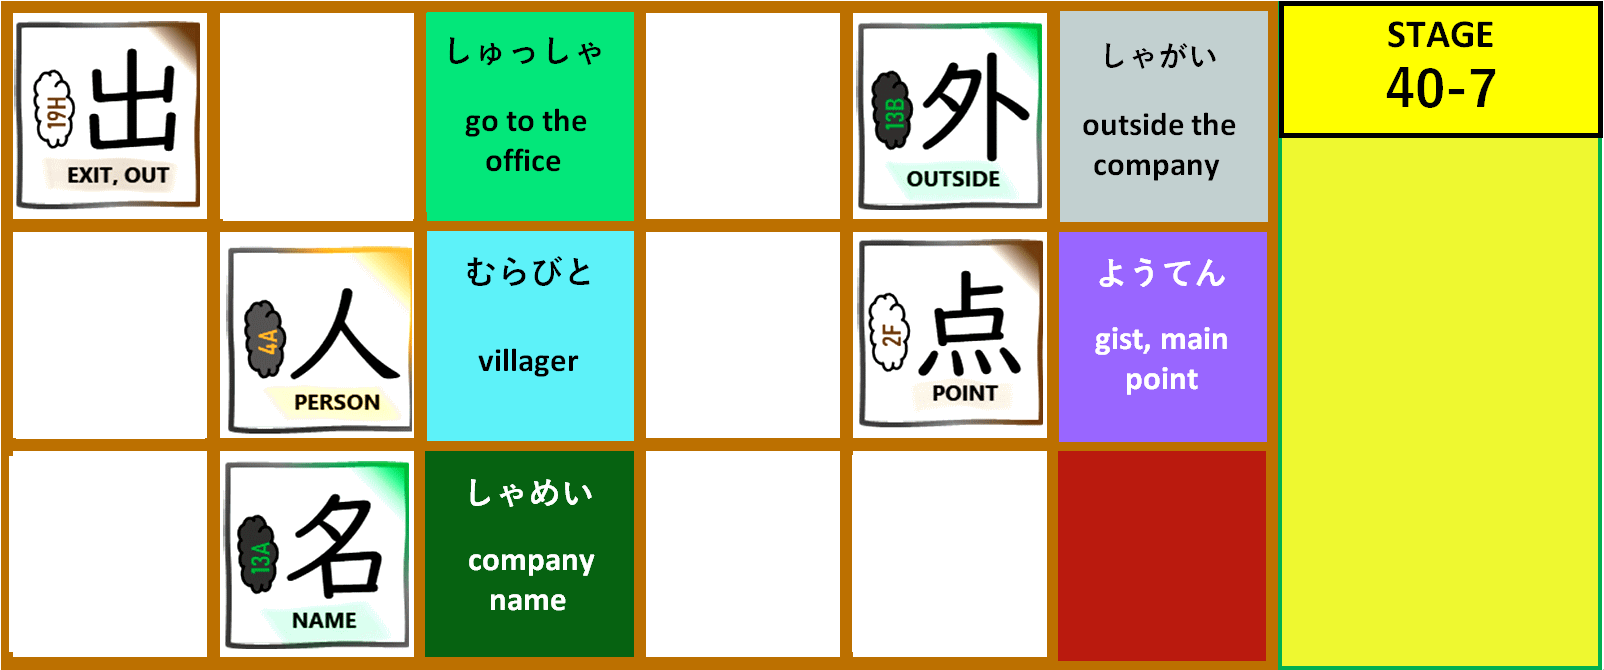 19H
出
EXIT, OUT
しゅっしゃ
go to the
office
13B
外
OUTSIDE
しゃがい
outside the
company
STAGE
40-7
4A
人
PERSON
むらびと
villager
2F
点
POINT
ようてん
gist, main
point
13A
名
NAME
しゃめい
company
name